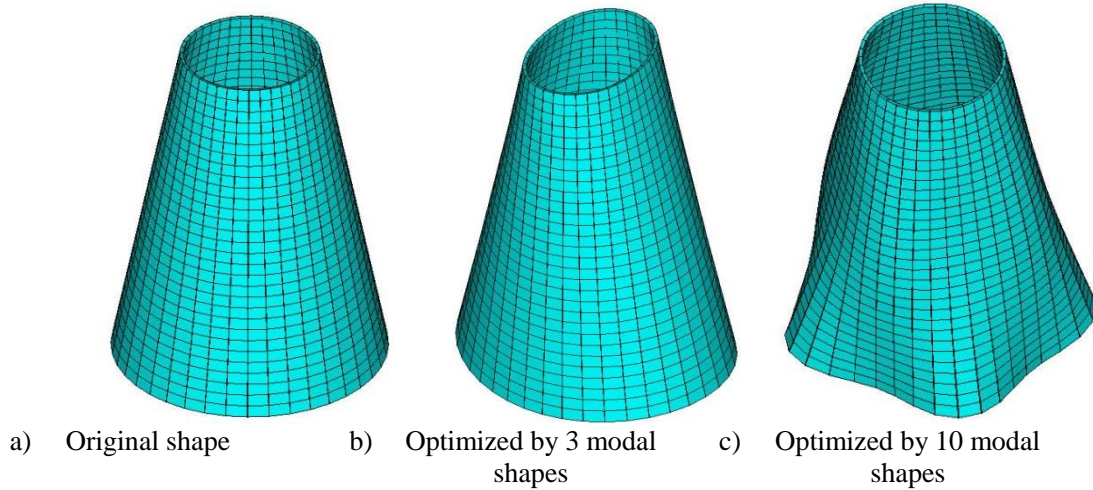 a) Original shape
b) Optimized by 3 modal
shapes
c) Optimized by 10 modal
shapes